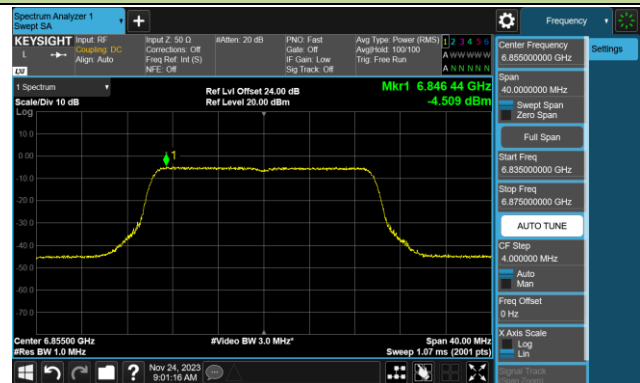 Spectrum Analyzer 1
Swept SA
Frequency
KEYSIGHT
L
LXI
Input: RF
Coupling: DC
Align: Auto
Input Z: 50 Ω
Corrections: Off
Freq Ref: Int (S)
NFE: Off
#Atten: 20 dB
PNO: Fast
Gate: Off
IF Gain: Low
Sig Track: Off
Avg Type: Power (RMS)
Avg|Hold: 100/100
Trig: Free Run
1 2 3 4 5 6
A W W W W W
A N N N N N
1 Spectrum
Scale/Div 10 dB
Log
Ref Lvl Offset 24.00 dB
Ref Level 20.00 dBm
Mkr1 6.846 44 GHz
-4.509 dBm
10.0
0.00
-10.0
-20.0
-30.0
-40.0
-50.0
-60.0
-70.0
1
Center 6.85500 GHz
#Res BW 1.0 MHz
#Video BW 3.0 MHz*
Span 40.00 MHz
Sweep 1.07 ms (2001 pts)
Nov 24, 2023
9:01:16 AM
Center Frequency
6.855000000 GHz
Settings
Span
40.0000000 MHz
Swept Span
Zero Span
Full Span
Start Freq
6.835000000 GHz
Stop Freq
6.875000000 GHz
AUTO TUNE
CF Step
4.000000 MHz
Auto
Man
Freq Offset
0 Hz
X Axis Scale
Log
Lin
Signal Track
(Span Zoom)